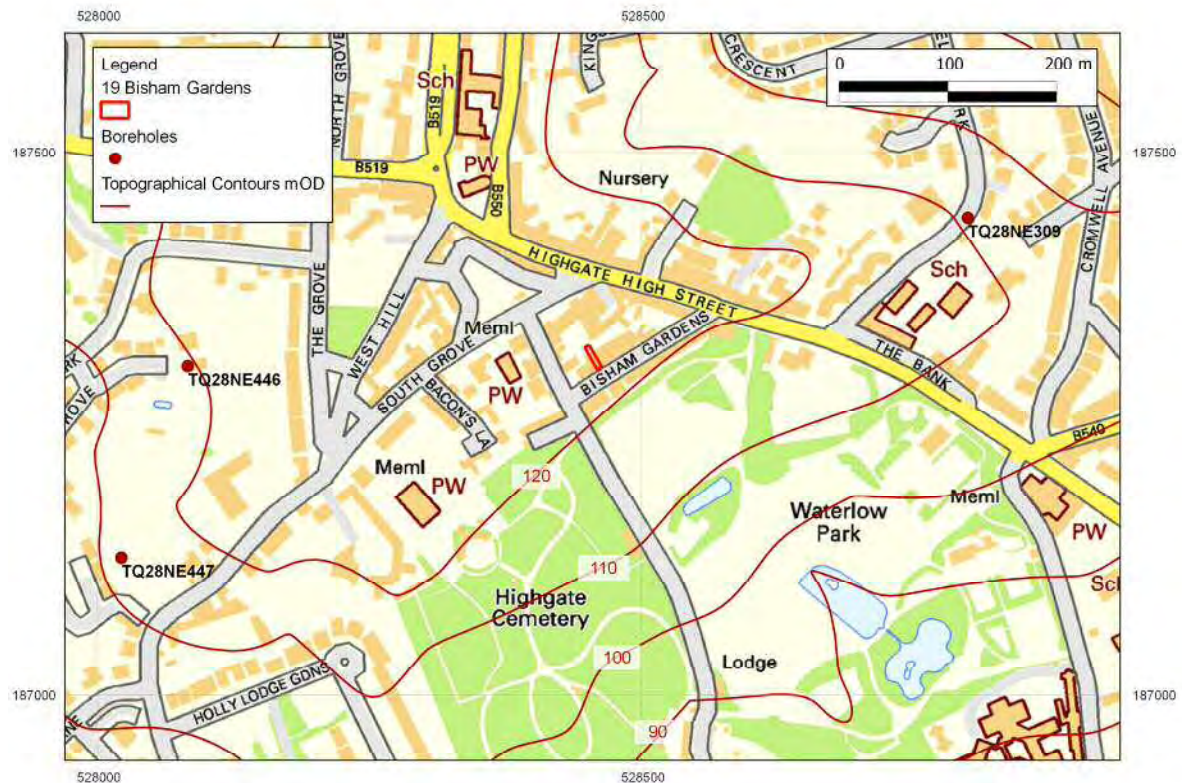 528000
528500
Legend
19 Bisham Gardens
Boreholes
Topographical Contours mOD
0 100 200 m
NORTH GROVE
B519
Sch
KING
CRESCENT
187500
187500
B519
PW
B550
Nursery
CROMWELL AVENUE
TQ28NE309
HIGHGATE HIGH STREET
Sch
THE GROVE
WEST HILL
Meml
SOUTH GROVE
BISHAM GARDENS
THE BANK
TQ28NE446
PW
BACON'S LA
B540
120
Meml
PW
Waterlow
Park
Meml
PW
TQ28NE447
110
Highgate
Cemetery
100
Lodge
HOLLY LODGE GDNS
187000
187000
90
528000
528500